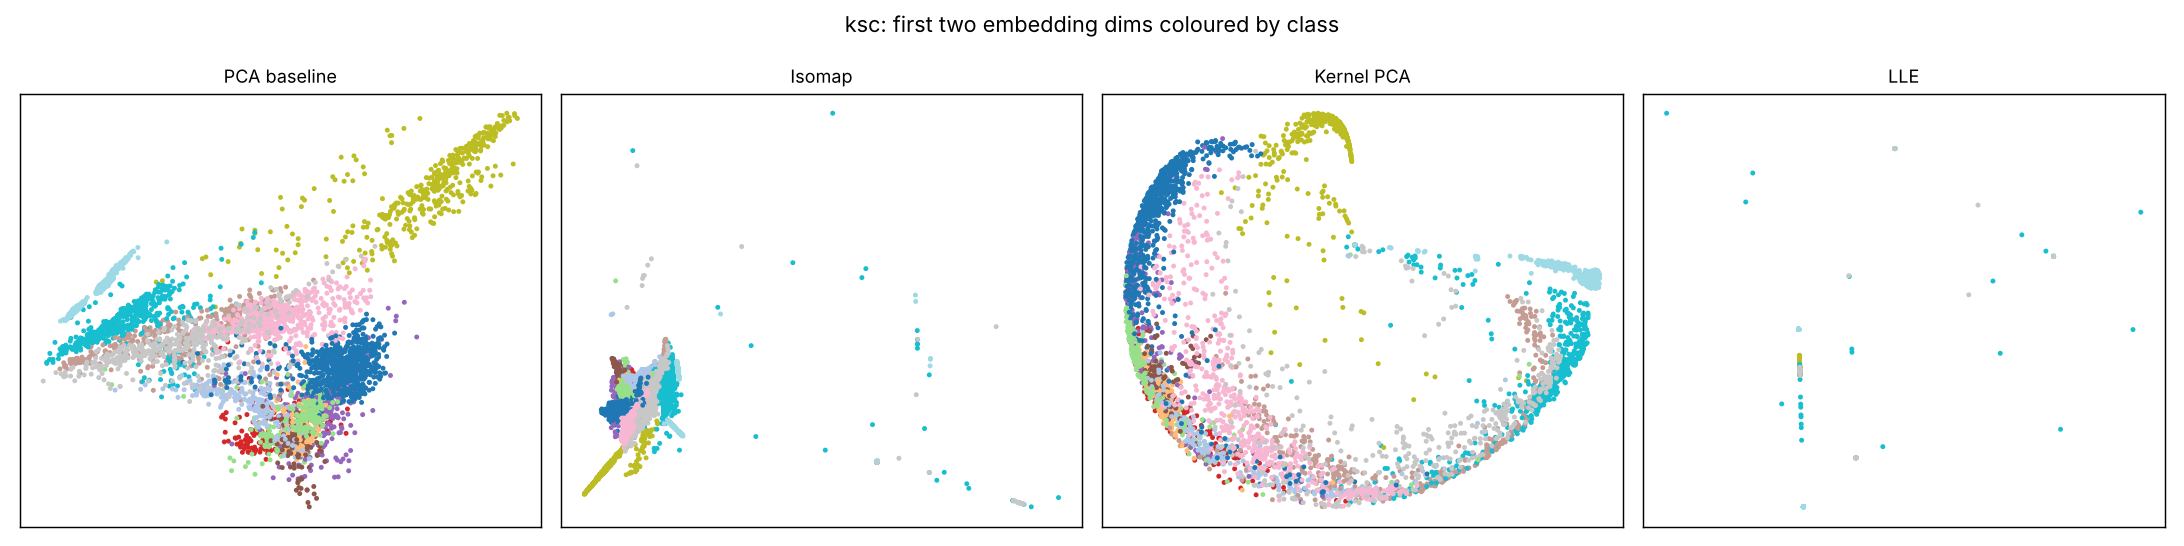 ksc: first two embedding dims coloured by class
PCA baseline
Isomap
Kernel PCA
LLE